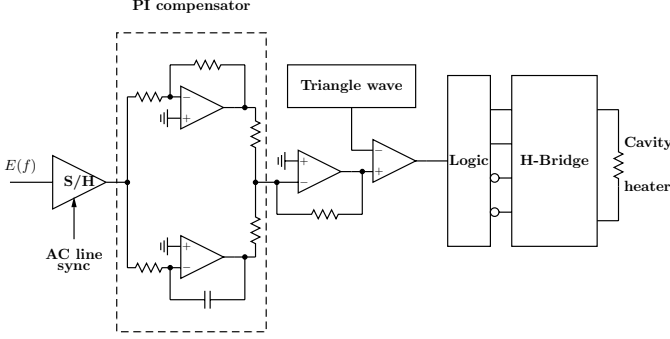 PI compensator
Triangle wave
E(f)
S/H
AC line
sync
Logic
H-Bridge
Cavity
heater
−
+
+
−
+
−
−
+